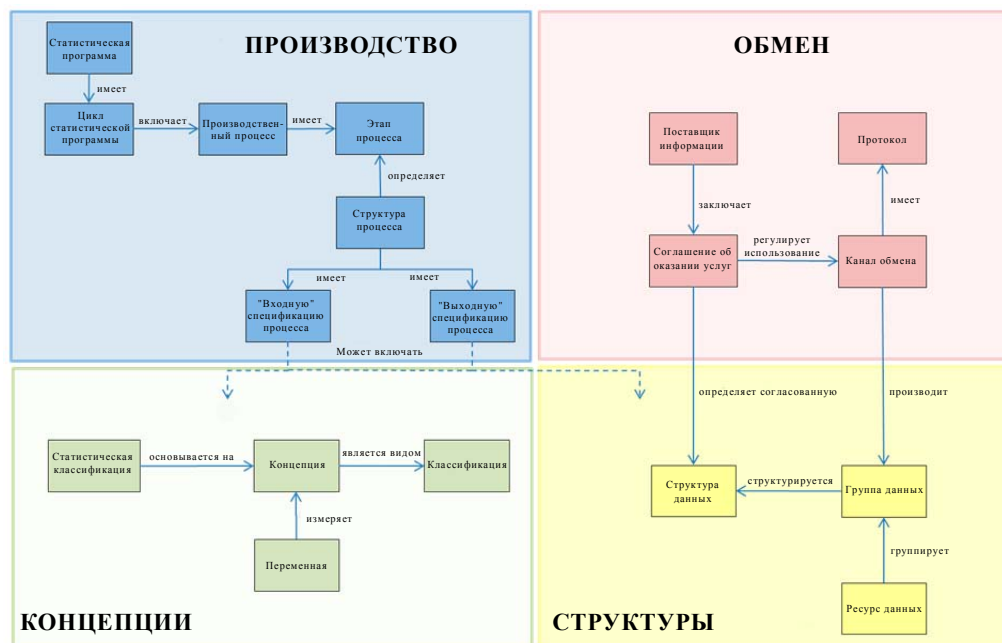 ПРОИЗВОДСТВО
Статистическая
программа
имеет
Цикл
статистической
программы
включает
Производствен-
ный процесс
имеет
Этап
процесса
определяет
Структура
процесса
имеет
имеет
"Входную"
спецификацию
процесса
"Выходную"
спецификацию
процесса
Может включать
ОБМЕН
Поставщик
информации
Протокол
заключает
имеет
Соглашение об
оказании услуг
регулирует
использование
Канал обмена
определяет согласованную
производит
Статистическая
классификация
основывается на
Концепция
является видом
Классификация
измеряет
Переменная
КОНЦЕПЦИИ
Структура
данных
структурируется
Группа данных
группирует
Ресурс данных
СТРУКТУРЫ